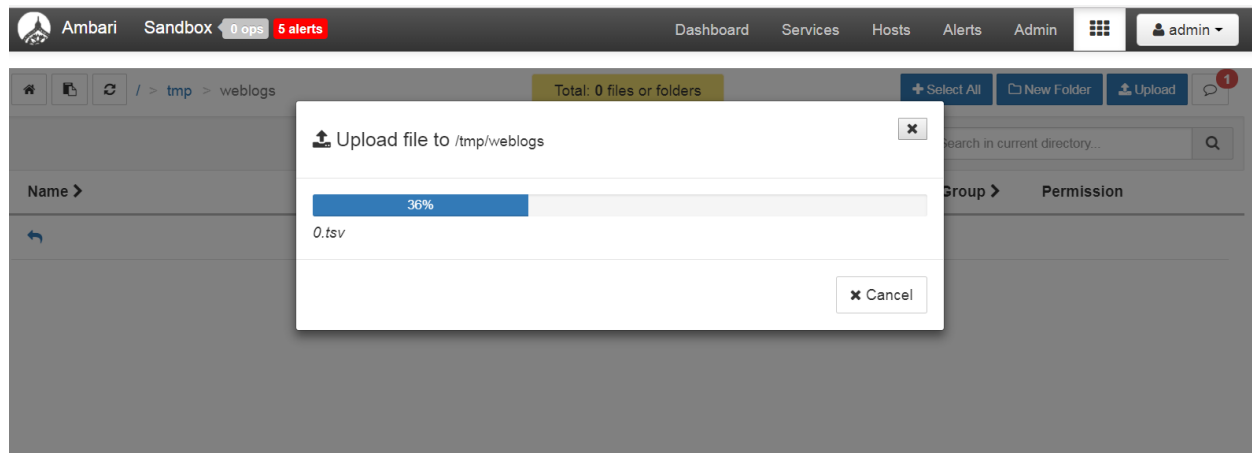 Ambari Sandbox 0 ops 5 alerts Dashboard Services Hosts Alerts Admin admin
/ > tmp > weblogs Total: 0 files or folders Select All New Folder Upload 1
Upload file to /tmp/weblogs
Search in current directory...
Name Group Permission
36%
0.tsv
Cancel